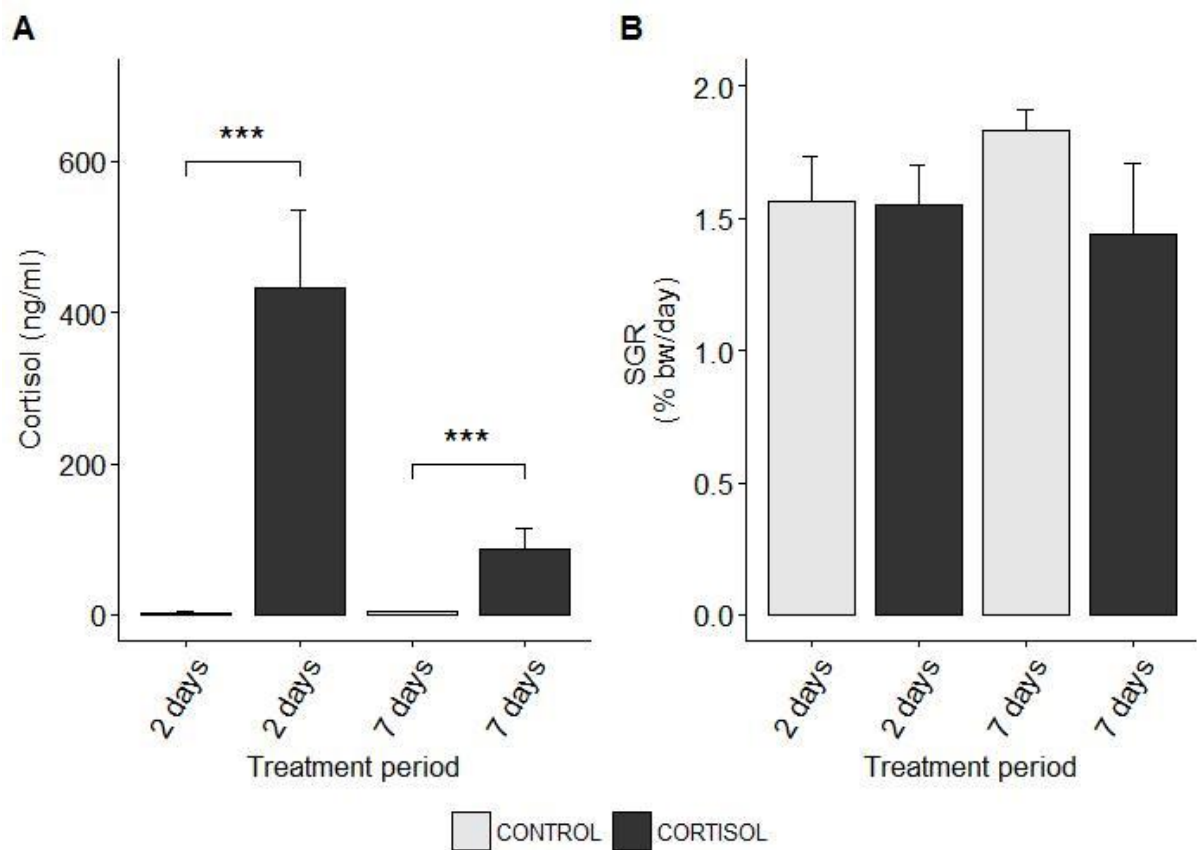 A
Cortisol (ng/ml)
600
400
200
0
***
***
2 days
2 days
7 days
7 days
Treatment period
B
SGR
(% bw/day)
2.0
1.5
1.0
0.5
0.0
2 days
2 days
7 days
7 days
Treatment period
CONTROL
CORTISOL